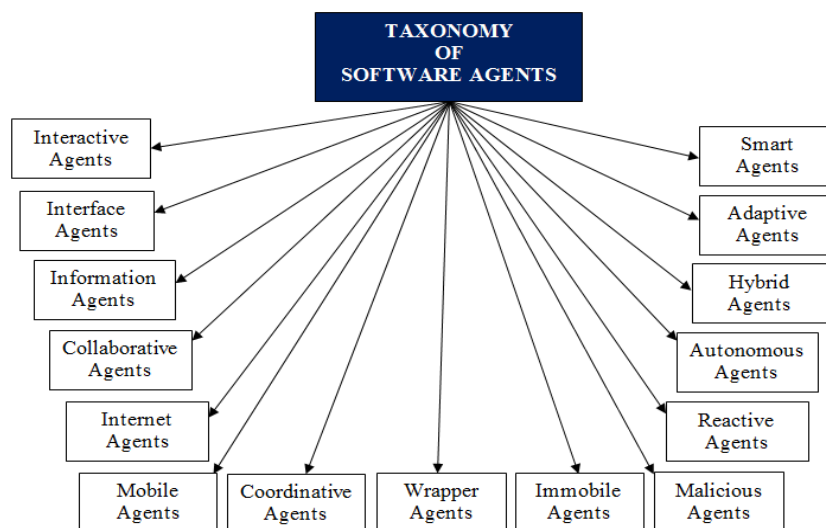 TAXONOMY
OF
SOFTWARE AGENTS
Interactive
Agents
Interface
Agents
Information
Agents
Collaborative
Agents
Internet
Agents
Mobile
Agents
Coordinative
Agents
Wrapper
Agents
Immobile
Agents
Malicious
Agents
Reactive
Agents
Autonomous
Agents
Hybrid
Agents
Adaptive
Agents
Smart
Agents